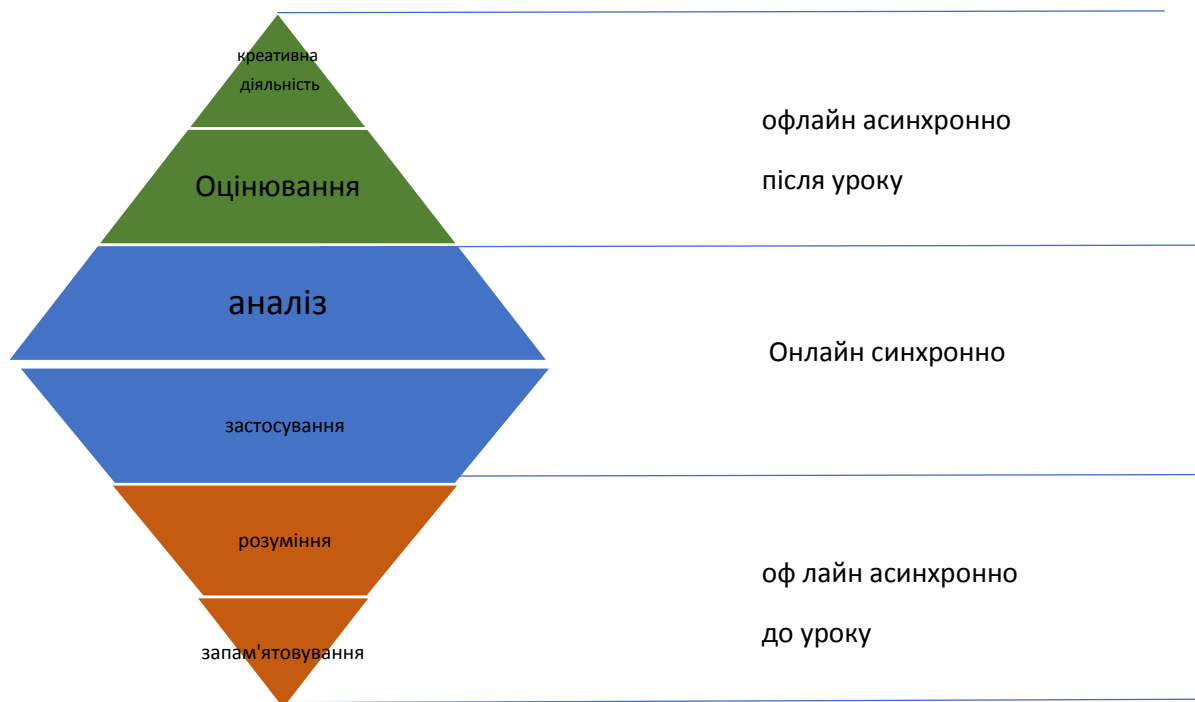 креативна
діяльність
офлайн асинхронно
Оцінювання
після уроку
аналіз
Онлайн синхронно
застосування
розуміння
оф лайн асинхронно
до уроку
запам'ятовування